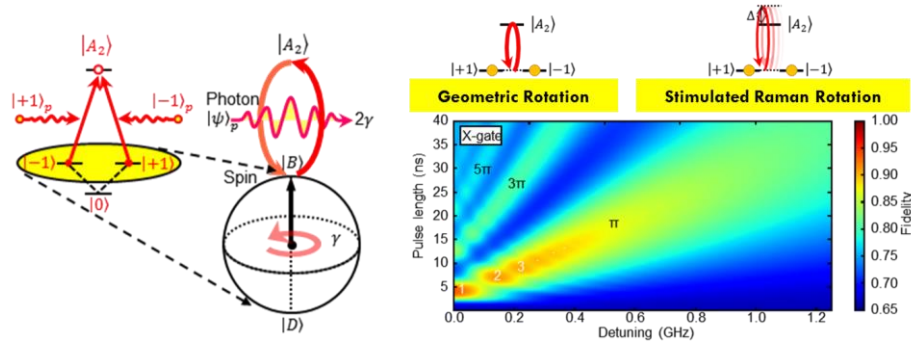 |A₂⟩
|+1⟩ₚ
|−1⟩ₚ
|−1⟩
|+1⟩
|0⟩
|A₂⟩
Photon
|ψ⟩ₚ
2γ
|B⟩
Spin
γ
|D⟩
|A₂⟩
|+1⟩
|−1⟩
Geometric Rotation
Δ
|A₂⟩
|+1⟩
|−1⟩
Stimulated Raman Rotation
X-gate
5π
3π
π
1
2
3
Pulse length (ns)
40
35
30
25
20
15
10
5
0.0
0.2
0.4
0.6
0.8
1.0
1.2
Detuning (GHz)
1.00
0.95
0.90
0.85
0.80
0.75
0.70
0.65
Fidelity